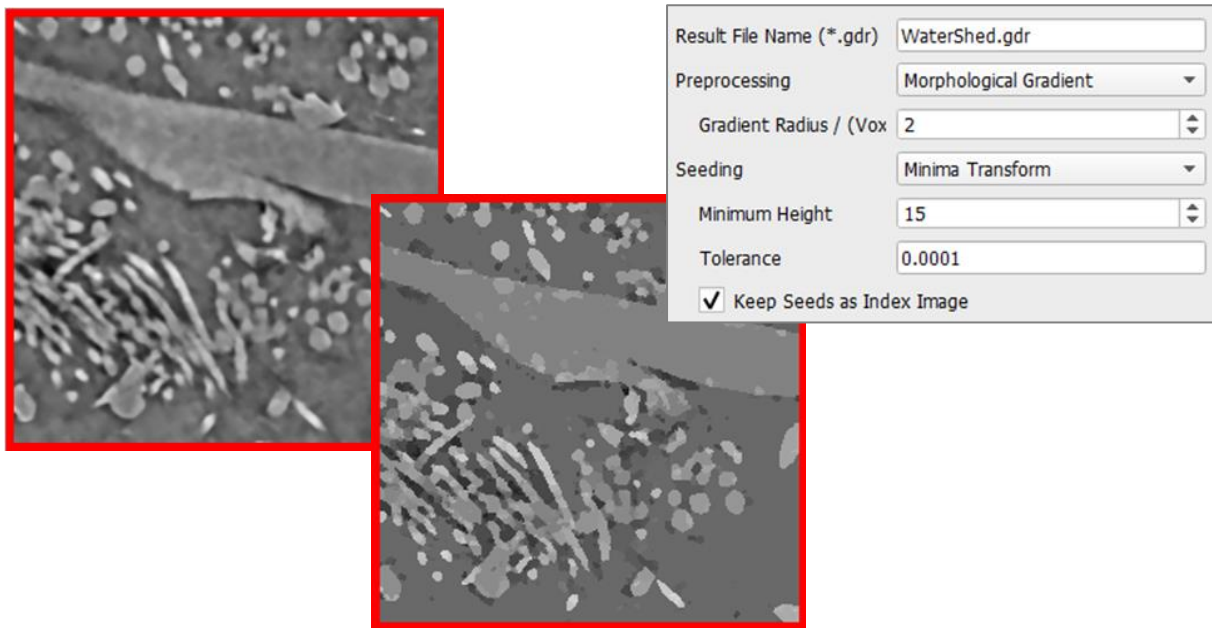 Result File Name (*.gdr) WaterShed.gdr
Preprocessing Morphological Gradient
Gradient Radius / (Vox 2
Seeding Minima Transform
Minimum Height 15
Tolerance 0.0001
Keep Seeds as Index Image